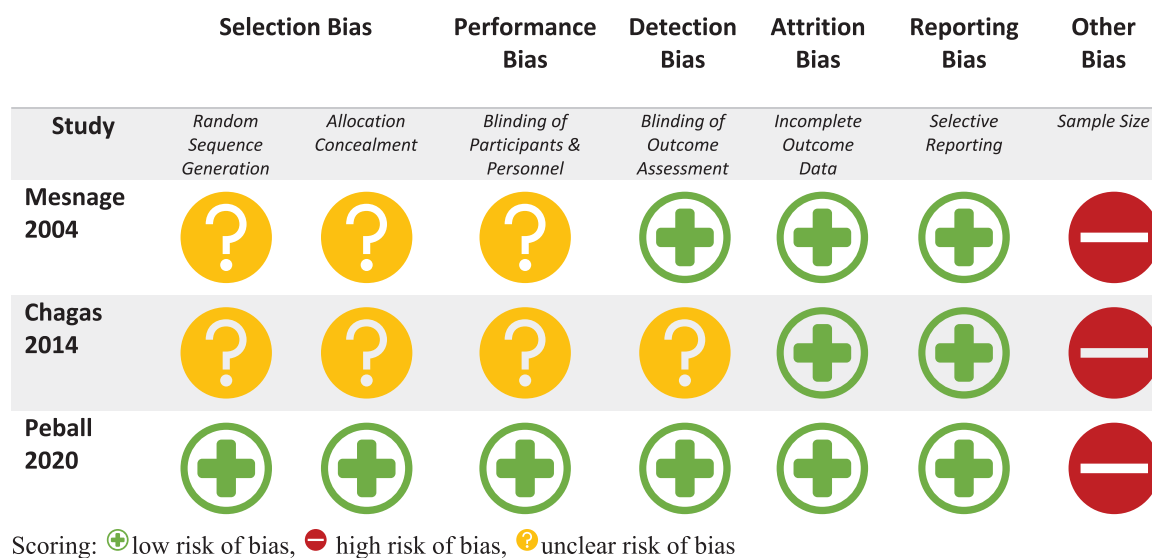 Selection Bias Performance Bias Detection Bias Attrition Bias Reporting Bias Other Bias
Study Random Sequence Generation Allocation Concealment Blinding of Participants & Personnel Blinding of Outcome Assessment Incomplete Outcome Data Selective Reporting Sample Size
Mesnage
2004
? ? ?
Chagas
2014
? ? ? ?
Peball
2020
Scoring: low risk of bias, high risk of bias, ? unclear risk of bias